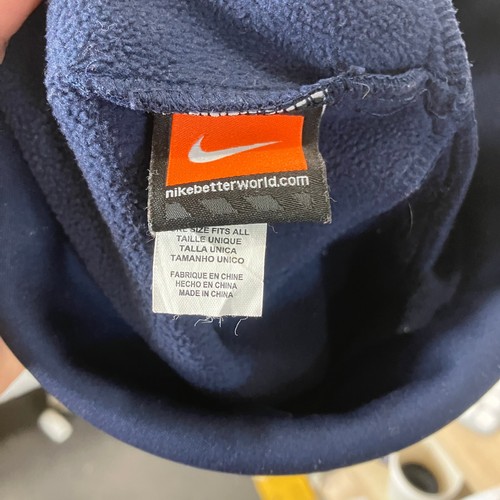 nikebetterworld.com
SIZE FITS ALL
TAILLE UNIQUE
TALLA UNICA
TAMANHO UNICO
FABRIQUE EN CHINE
HECHO EN CHINA
MADE IN CHINA